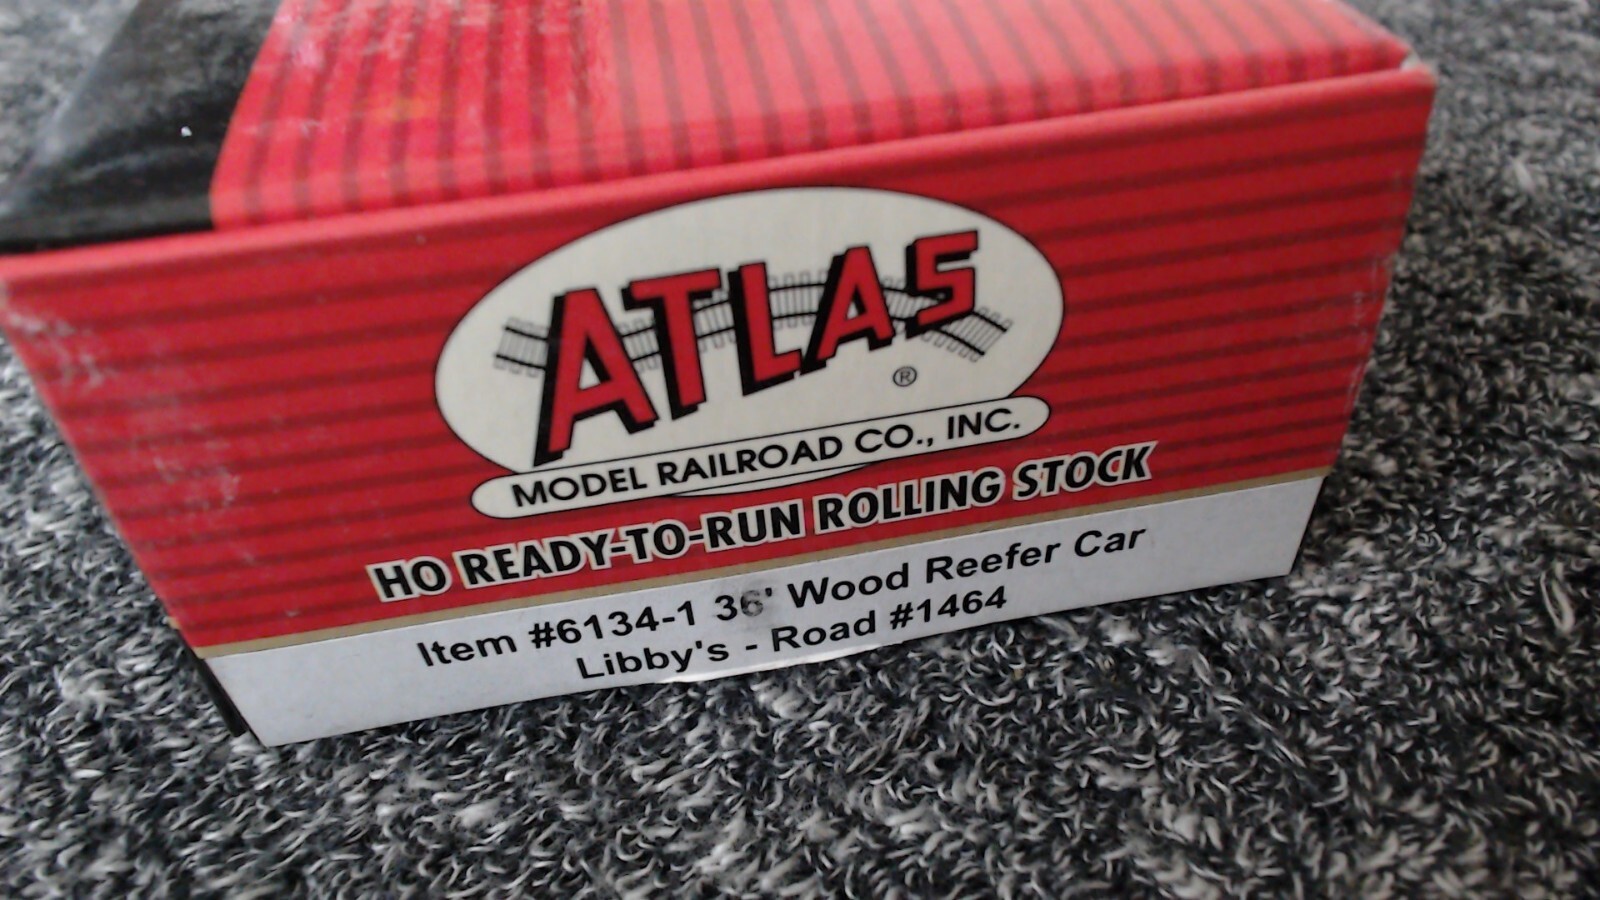 ATLAS
®
MODEL RAILROAD CO., INC.
HO READY-TO-RUN ROLLING STOCK
Item #6134-1 36' Wood Reefer Car
Libby's - Road #1464